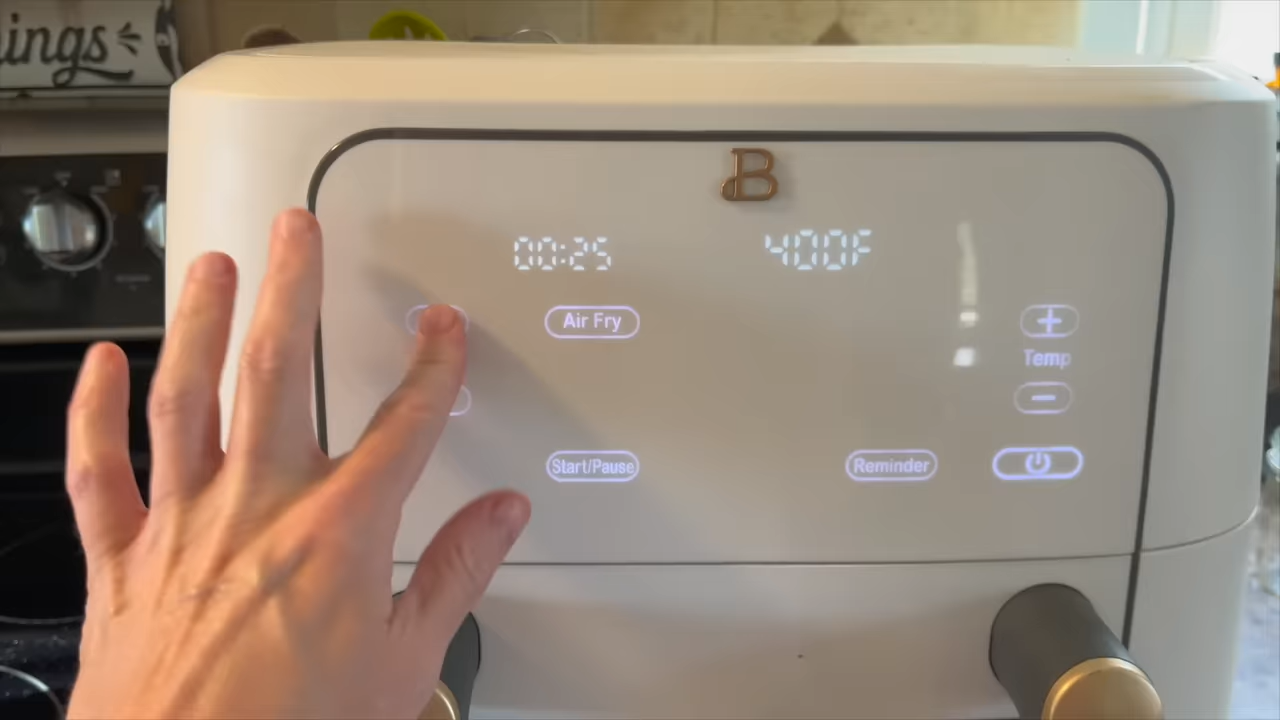 ings
B
00:25
400F
Air Fry
+
Temp
-
Start/Pause
Reminder